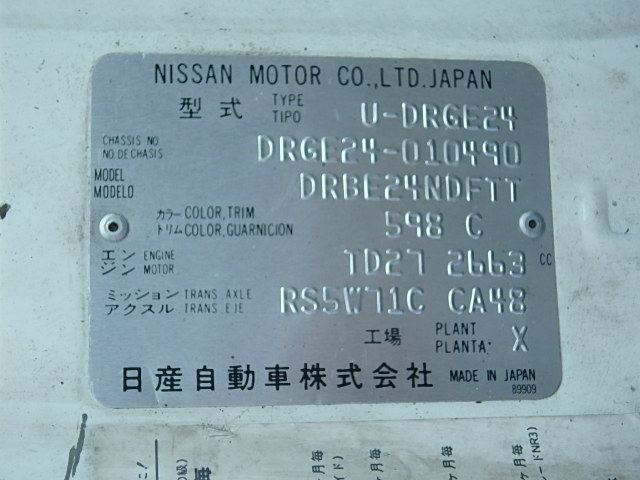 NISSAN MOTOR CO.,LTD.JAPAN
型式 TYPE TIPO U-DRGE24
CHASSIS NO NO.DE CHASIS DRGE24-010490
MODEL MODELO DRBE24NDFTT
カラー COLOR,TRIM
トリム COLOR,GUARNICION 598 C
エンジン ENGINE MOTOR TD27 2663 CC
ミッション TRANS. AXLE
アクスル TRANS. EJE RS5W71C CA48
工場 PLANT PLANTA X
日産自動車株式会社 MADE IN JAPAN
89909